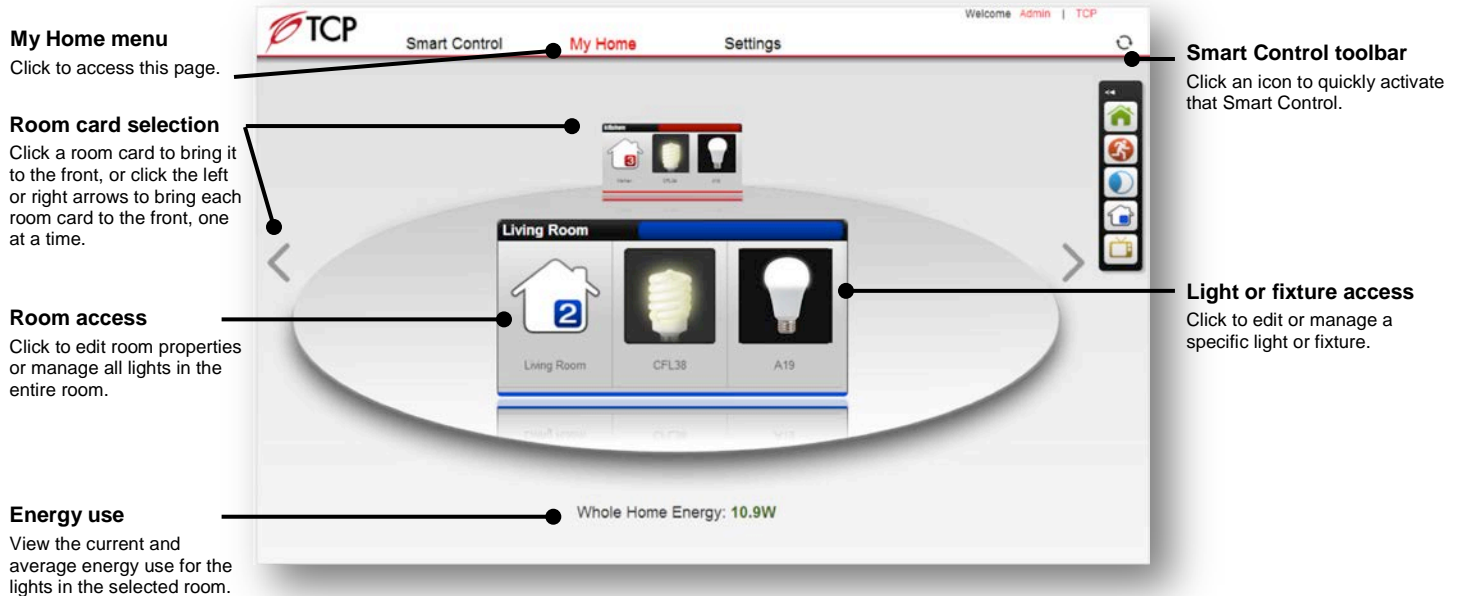 My Home menu
Click to access this page.
Room card selection
Click a room card to bring it
to the front, or click the left
or right arrows to bring each
room card to the front, one
at a time.
Room access
Click to edit room properties
or manage all lights in the
entire room.
Energy use
View the current and
average energy use for the
lights in the selected room.
TCP
Welcome Admin | TCP
Smart Control My Home Settings
Kitchen
3
Kitchen CFL38 A19
Living Room
2
Living Room CFL38 A19
Whole Home Energy: 10.9W
Smart Control toolbar
Click an icon to quickly activate
that Smart Control.
Light or fixture access
Click to edit or manage a
specific light or fixture.